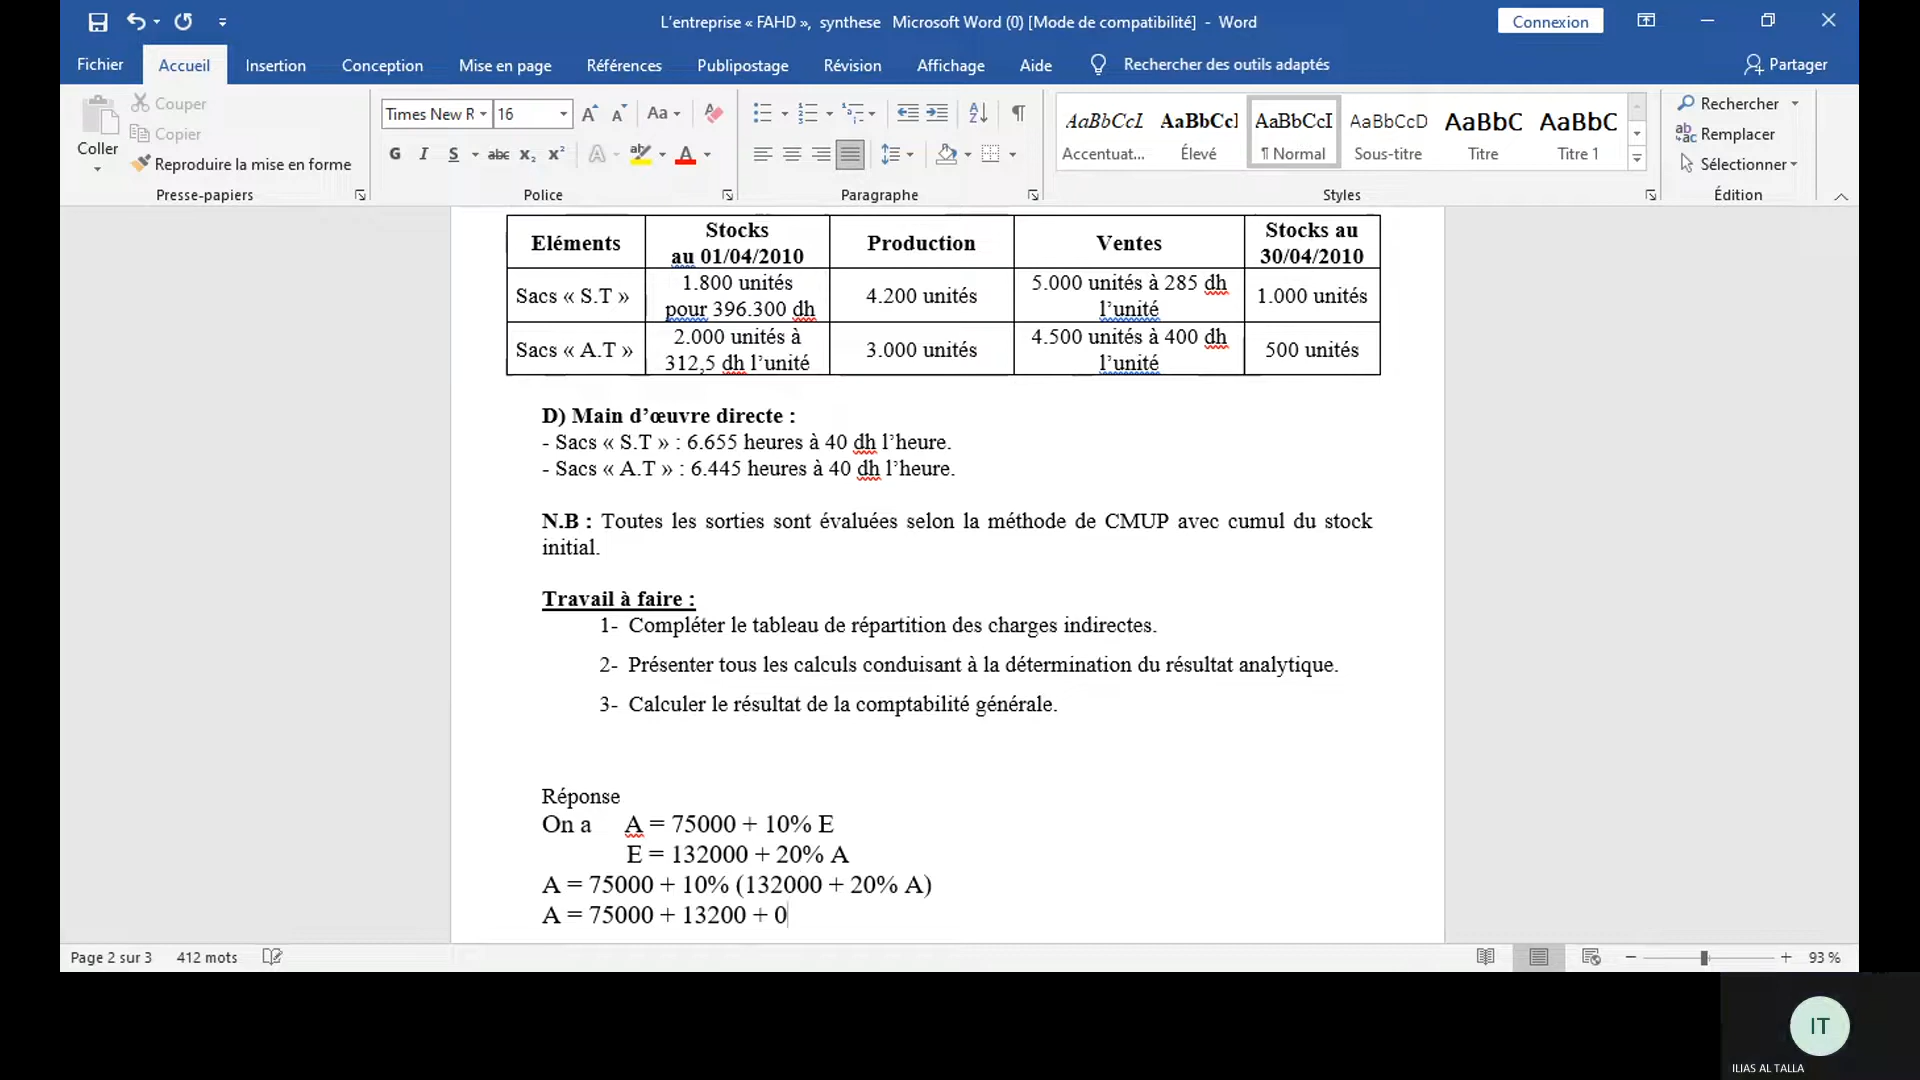 L'entreprise « FAHD », synthese Microsoft Word (0) [Mode de compatibilité] - Word
Connexion
Fichier Accueil Insertion Conception Mise en page Références Publipostage Révision Affichage Aide Rechercher des outils adaptés Partager
Coller
Couper
Copier
Reproduire la mise en forme
Presse-papiers
Times New R 16
G I S abc x₂ x²
Police
Paragraphe
AaBbCcI AaBbCcI AaBbCcI AaBbCcD AaBbC AaBbC
Accentuat... Élevé ¶ Normal Sous-titre Titre Titre 1
Styles
Rechercher
Remplacer
Sélectionner
Édition
Eléments Stocks au 01/04/2010 Production Ventes Stocks au 30/04/2010
Sacs « S.T » 1.800 unités pour 396.300 dh 4.200 unités 5.000 unités à 285 dh l'unité 1.000 unités
Sacs « A.T » 2.000 unités à 312,5 dh l'unité 3.000 unités 4.500 unités à 400 dh l'unité 500 unités
D) Main d'œuvre directe :
- Sacs « S.T » : 6.655 heures à 40 dh l'heure.
- Sacs « A.T » : 6.445 heures à 40 dh l'heure.
N.B : Toutes les sorties sont évaluées selon la méthode de CMUP avec cumul du stock
initial.
Travail à faire :
1- Compléter le tableau de répartition des charges indirectes.
2- Présenter tous les calculs conduisant à la détermination du résultat analytique.
3- Calculer le résultat de la comptabilité générale.
Réponse
On a A = 75000 + 10% E
E = 132000 + 20% A
A = 75000 + 10% (132000 + 20% A)
A = 75000 + 13200 + 0
Page 2 sur 3 412 mots 93 %
IT
ILIAS AL TALLA